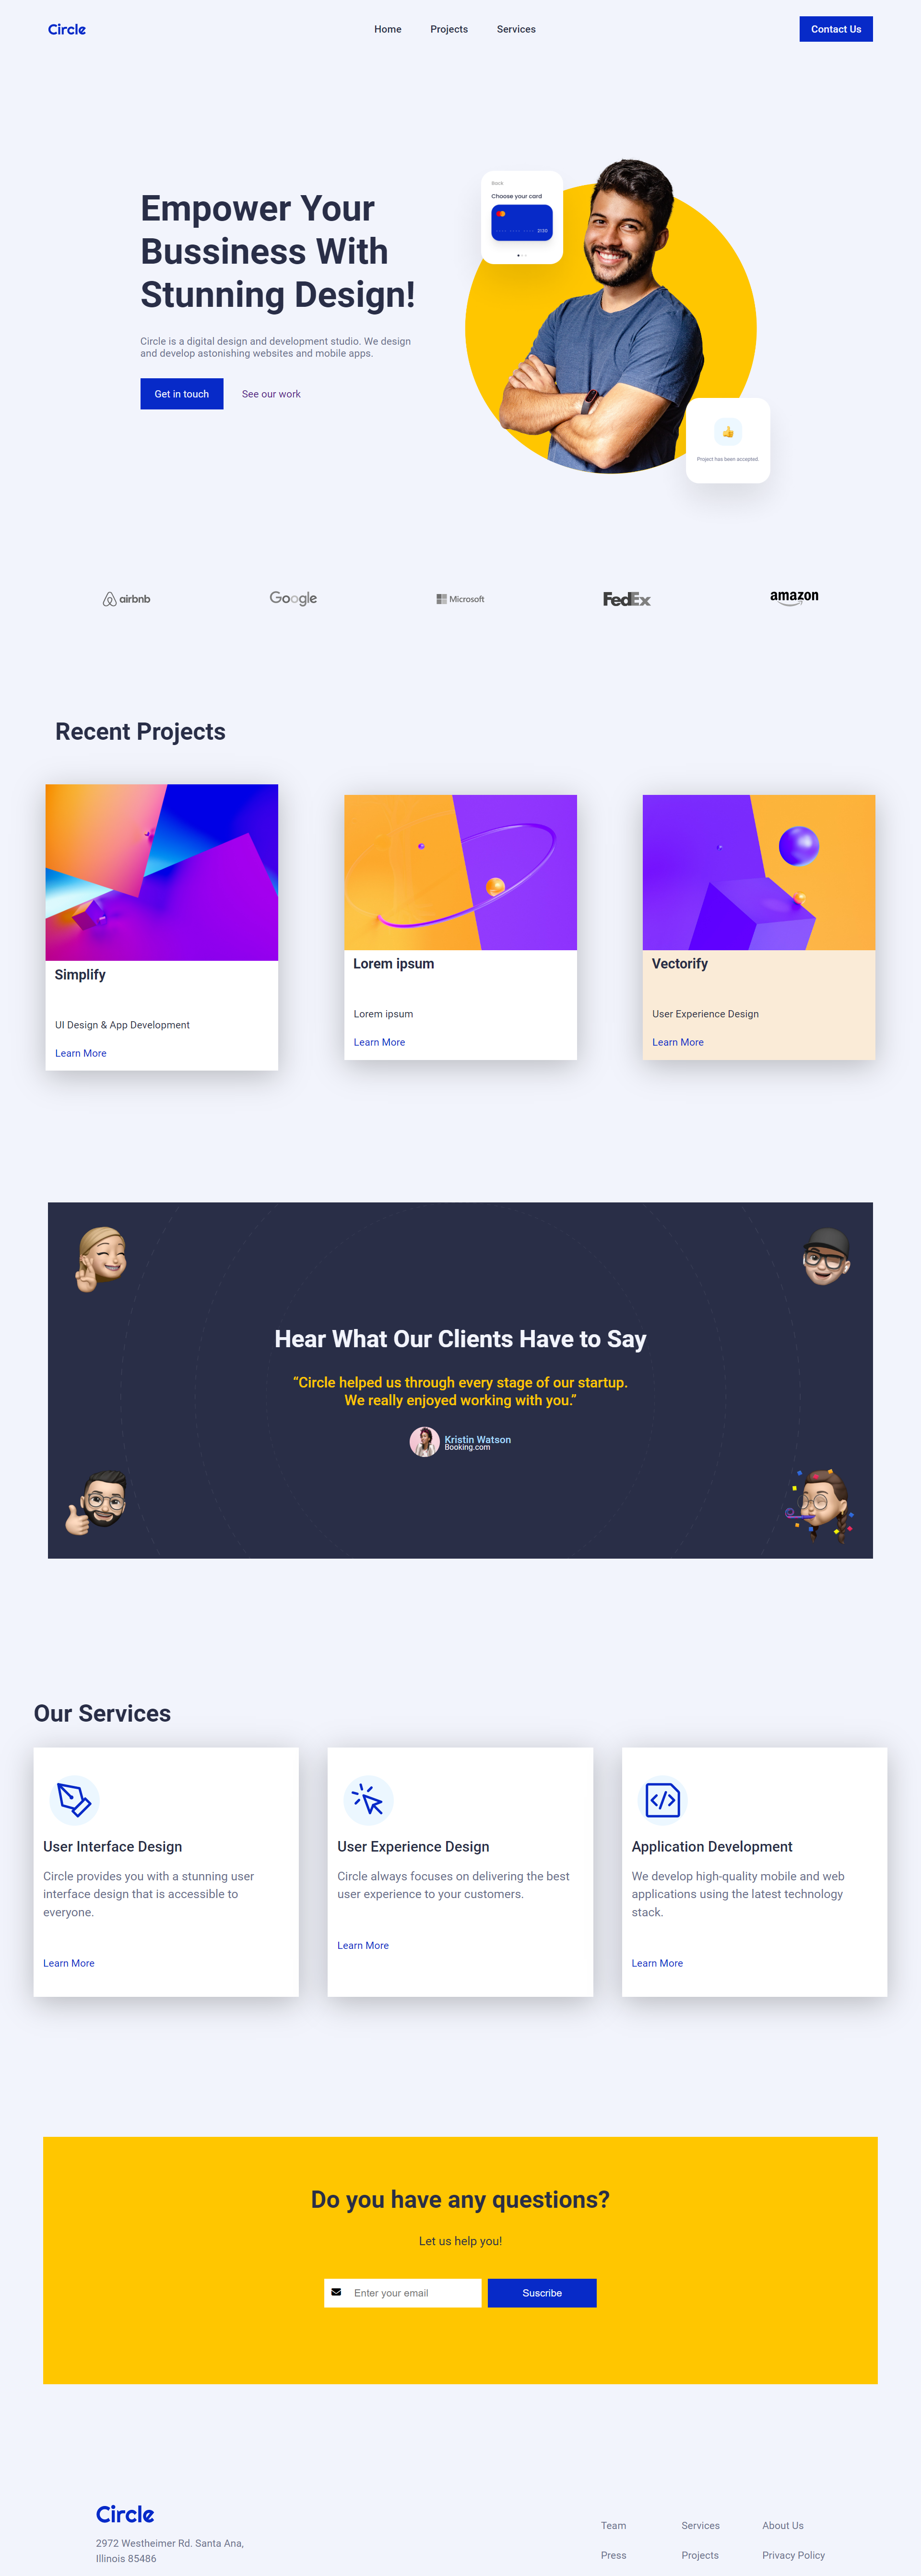 Circle
Home
Projects
Services
Contact Us
Empower Your
Bussiness With
Stunning Design!
Circle is a digital design and development studio. We design
and develop astonishing websites and mobile apps.
Get in touch
See our work
Back
Choose your card
3150
Project has been accepted.
airbnb
Google
Microsoft
FedEx
amazon
Recent Projects
Simplify
UI Design & App Development
Learn More
Lorem ipsum
Lorem ipsum
Learn More
Vectorify
User Experience Design
Learn More
Hear What Our Clients Have to Say
“Circle helped us through every stage of our startup.
We really enjoyed working with you.”
Kristin Watson
Booking.com
Our Services
User Interface Design
Circle provides you with a stunning user
interface design that is accessible to
everyone.
Learn More
User Experience Design
Circle always focuses on delivering the best
user experience to your customers.
Learn More
Application Development
We develop high-quality mobile and web
applications using the latest technology
stack.
Learn More
Do you have any questions?
Let us help you!
Enter your email
Suscribe
Circle
2972 Westheimer Rd. Santa Ana,
Illinois 85486
Team
Services
About Us
Press
Projects
Privacy Policy